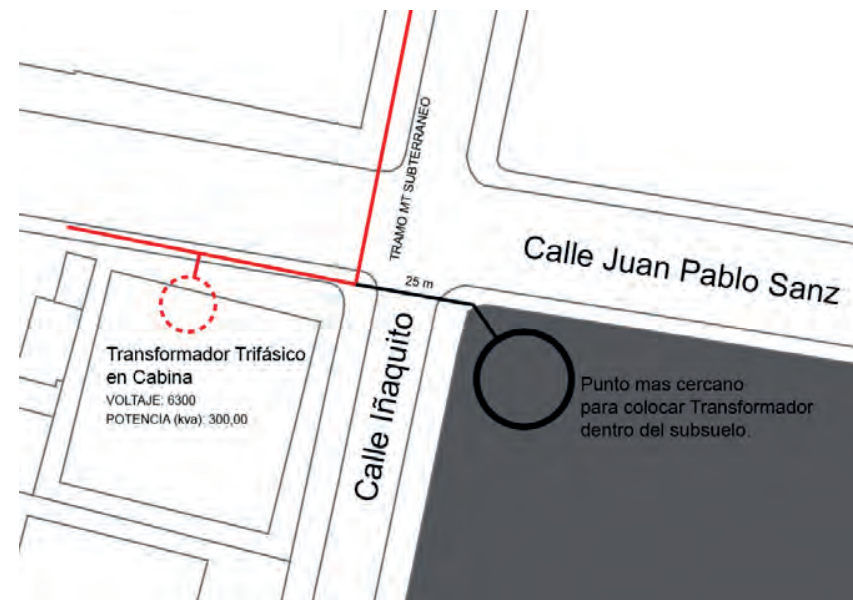 TRAMO MT SUBTERRANEO
Calle Juan Pablo Sanz
25 m
Calle Iñaquito
Transformador Trifásico
en Cabina
VOLTAJE: 6300
POTENCIA (kva): 300,00
Punto mas cercano
para colocar Transformador
dentro del subsuelo.